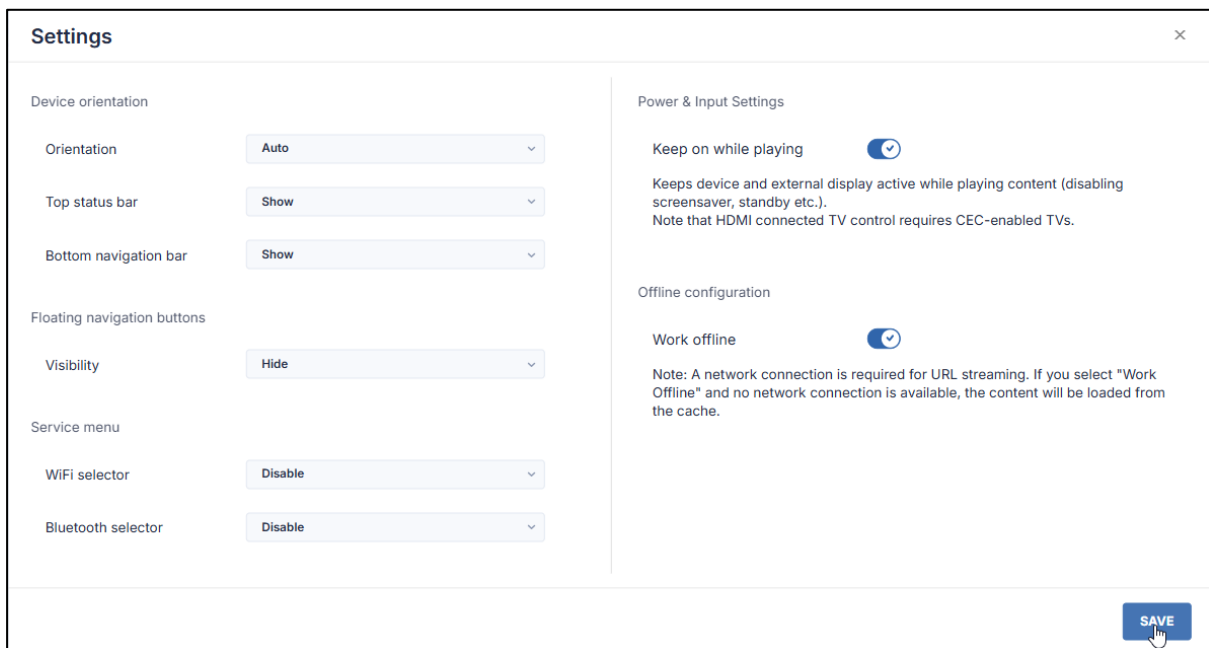 Settings
Device orientation
Orientation Auto
Top status bar Show
Bottom navigation bar Show
Floating navigation buttons
Visibility Hide
Service menu
WiFi selector Disable
Bluetooth selector Disable
Power & Input Settings
Keep on while playing
Keeps device and external display active while playing content (disabling
screensaver, standby etc.).
Note that HDMI connected TV control requires CEC-enabled TVs.
Offline configuration
Work offline
Note: A network connection is required for URL streaming. If you select "Work
Offline" and no network connection is available, the content will be loaded from
the cache.
SAVE